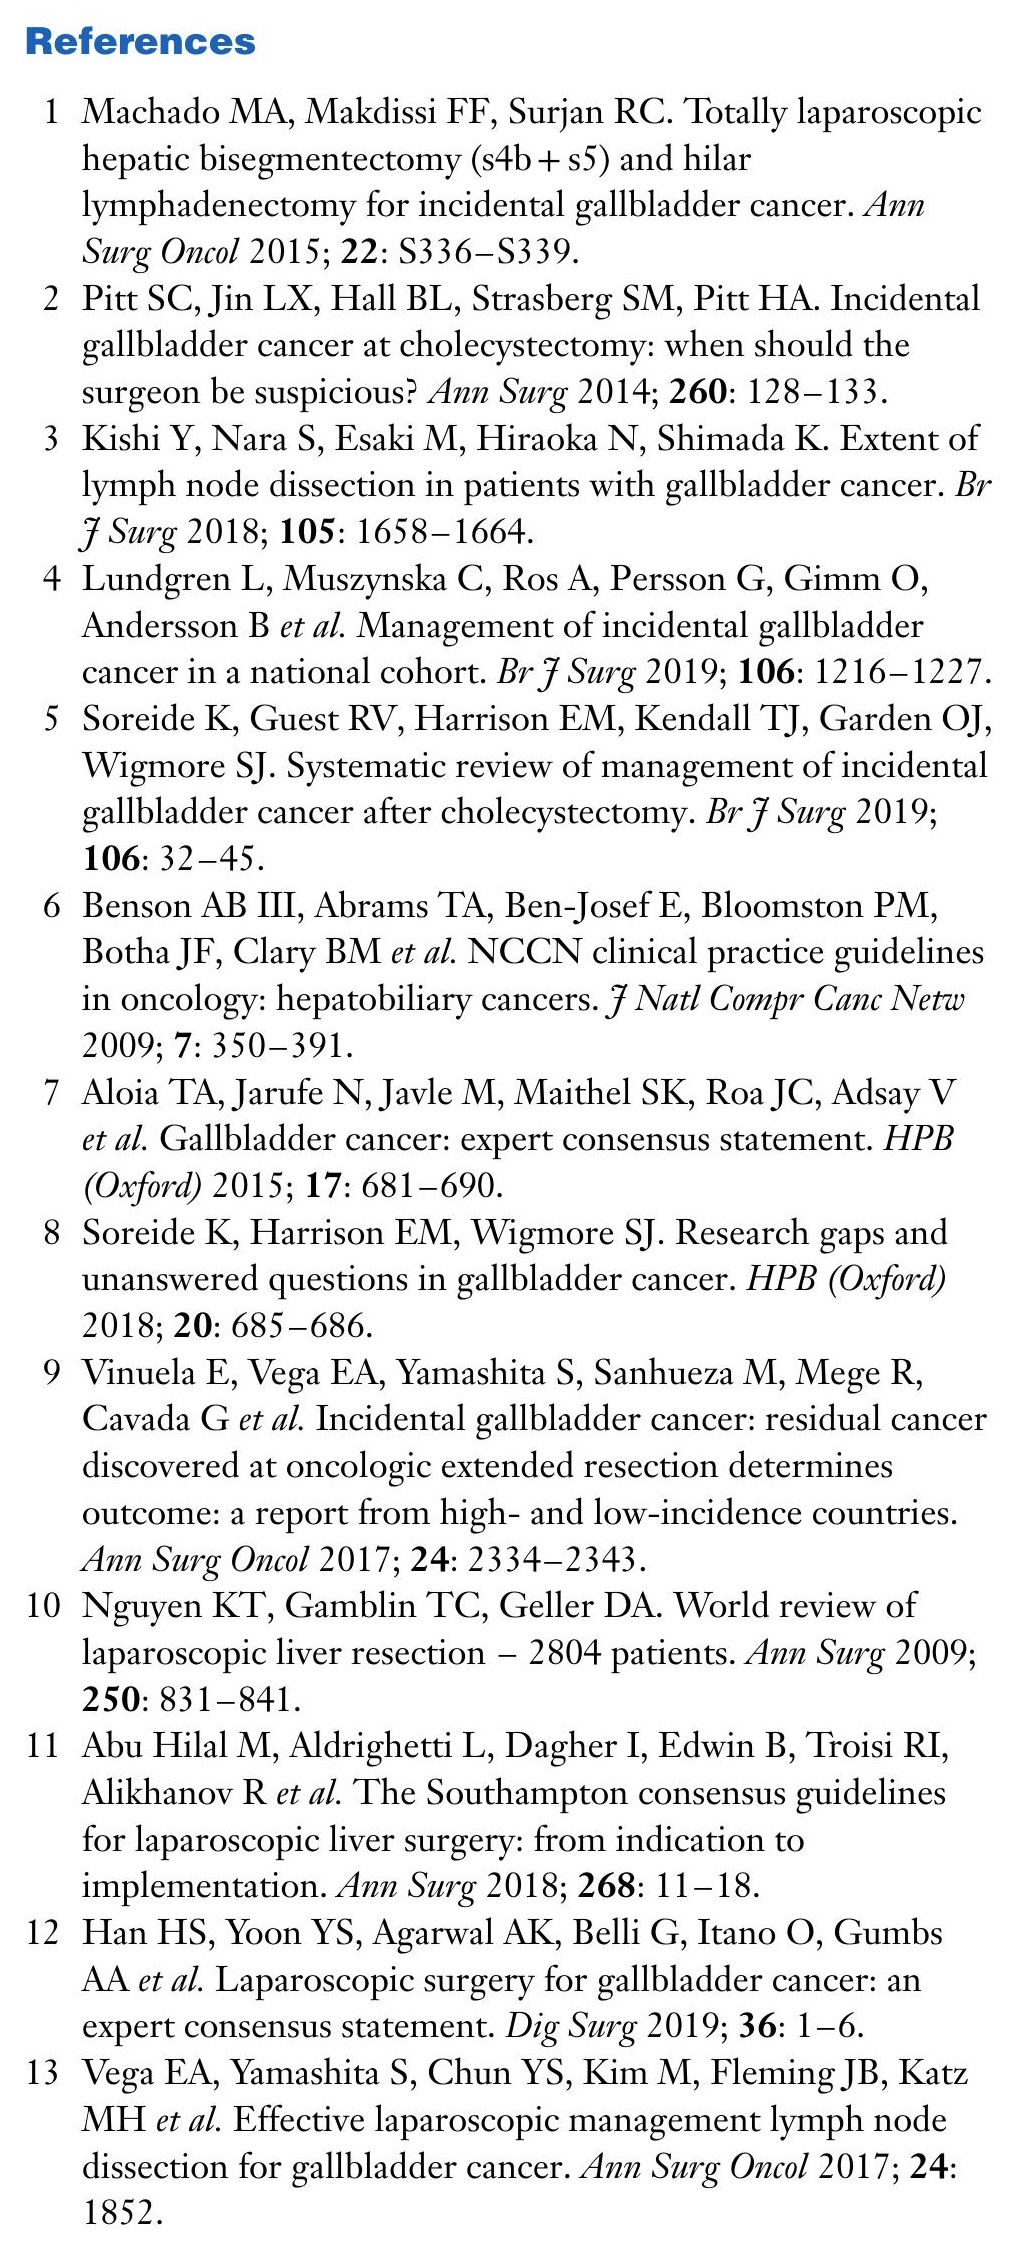 References
1 Machado MA, Makdissi FF, Surjan RC. Totally laparoscopic
hepatic bisegmentectomy (s4b + s5) and hilar
lymphadenectomy for incidental gallbladder cancer. Ann
Surg Oncol 2015; 22: S336–S339.
2 Pitt SC, Jin LX, Hall BL, Strasberg SM, Pitt HA. Incidental
gallbladder cancer at cholecystectomy: when should the
surgeon be suspicious? Ann Surg 2014; 260: 128–133.
3 Kishi Y, Nara S, Esaki M, Hiraoka N, Shimada K. Extent of
lymph node dissection in patients with gallbladder cancer. Br
J Surg 2018; 105: 1658–1664.
4 Lundgren L, Muszynska C, Ros A, Persson G, Gimm O,
Andersson B et al. Management of incidental gallbladder
cancer in a national cohort. Br J Surg 2019; 106: 1216–1227.
5 Soreide K, Guest RV, Harrison EM, Kendall TJ, Garden OJ,
Wigmore SJ. Systematic review of management of incidental
gallbladder cancer after cholecystectomy. Br J Surg 2019;
106: 32–45.
6 Benson AB III, Abrams TA, Ben-Josef E, Bloomston PM,
Botha JF, Clary BM et al. NCCN clinical practice guidelines
in oncology: hepatobiliary cancers. J Natl Compr Canc Netw
2009; 7: 350–391.
7 Aloia TA, Jarufe N, Javle M, Maithel SK, Roa JC, Adsay V
et al. Gallbladder cancer: expert consensus statement. HPB
(Oxford) 2015; 17: 681–690.
8 Soreide K, Harrison EM, Wigmore SJ. Research gaps and
unanswered questions in gallbladder cancer. HPB (Oxford)
2018; 20: 685–686.
9 Vinuela E, Vega EA, Yamashita S, Sanhueza M, Mege R,
Cavada G et al. Incidental gallbladder cancer: residual cancer
discovered at oncologic extended resection determines
outcome: a report from high- and low-incidence countries.
Ann Surg Oncol 2017; 24: 2334–2343.
10 Nguyen KT, Gamblin TC, Geller DA. World review of
laparoscopic liver resection – 2804 patients. Ann Surg 2009;
250: 831–841.
11 Abu Hilal M, Aldrighetti L, Dagher I, Edwin B, Troisi RI,
Alikhanov R et al. The Southampton consensus guidelines
for laparoscopic liver surgery: from indication to
implementation. Ann Surg 2018; 268: 11–18.
12 Han HS, Yoon YS, Agarwal AK, Belli G, Itano O, Gumbs
AA et al. Laparoscopic surgery for gallbladder cancer: an
expert consensus statement. Dig Surg 2019; 36: 1–6.
13 Vega EA, Yamashita S, Chun YS, Kim M, Fleming JB, Katz
MH et al. Effective laparoscopic management lymph node
dissection for gallbladder cancer. Ann Surg Oncol 2017; 24:
1852.